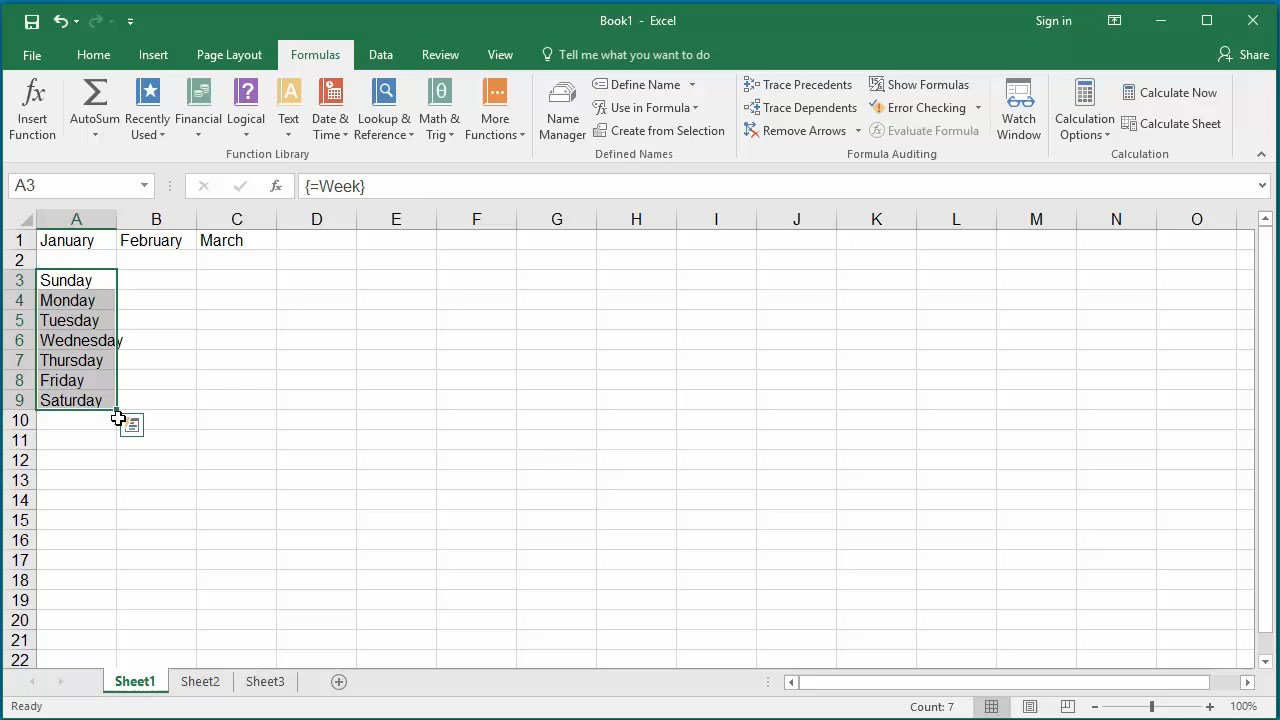 Book1 - Excel
Sign in
File
Home
Insert
Page Layout
Formulas
Data
Review
View
Tell me what you want to do
Share
fx
Insert
Function
AutoSum
Recently
Used
Financial
Logical
Text
Date &
Time
Lookup &
Reference
Math &
Trig
More
Functions
Function Library
Name
Manager
Define Name
Use in Formula
Create from Selection
Defined Names
Trace Precedents
Trace Dependents
Remove Arrows
Show Formulas
Error Checking
Evaluate Formula
Formula Auditing
Watch
Window
Calculation
Options
Calculate Now
Calculate Sheet
Calculation
A3
fx
{=Week}
A B C D E F G H I J K L M N O
1 January February March
2
3 Sunday
4 Monday
5 Tuesday
6 Wednesday
7 Thursday
8 Friday
9 Saturday
10
11
12
13
14
15
16
17
18
19
20
21
22
Sheet1 Sheet2 Sheet3
Ready
Count: 7
100%